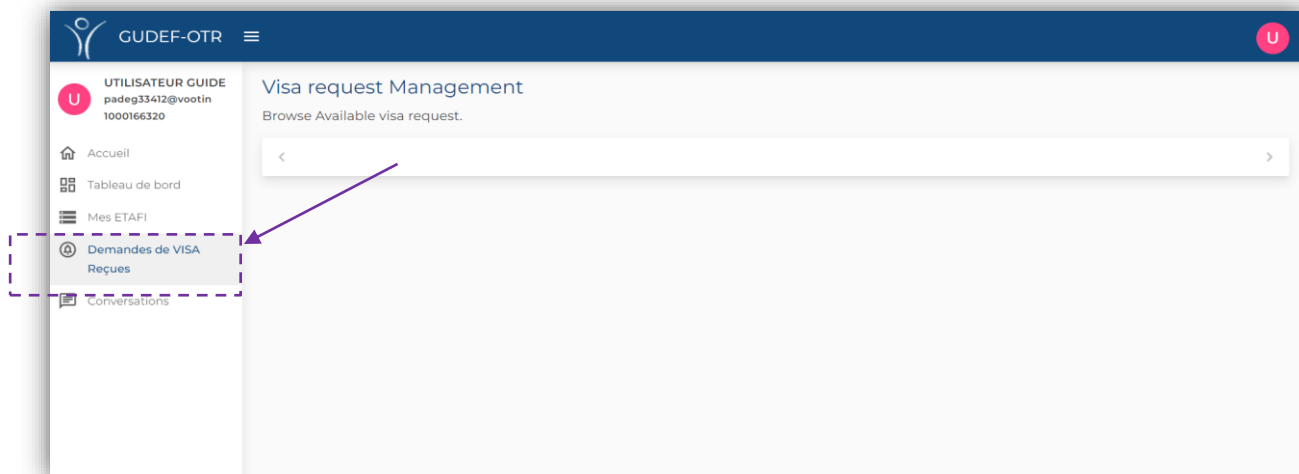 GUDEF-OTR
U
UTILISATEUR GUIDE
U
padeg33412@vootin
1000166320
Accueil
Tableau de bord
Mes ETAFI
Demandes de VISA
Reçues
Conversations
Visa request Management
Browse Available visa request.